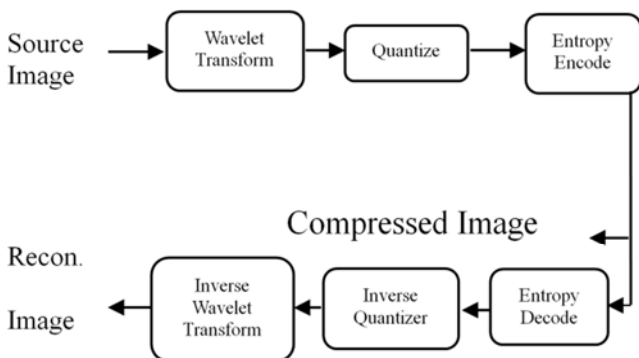 Source
Image
Wavelet
Transform
Quantize
Entropy
Encode
Compressed Image
Recon.
Image
Inverse
Wavelet
Transform
Inverse
Quantizer
Entropy
Decode